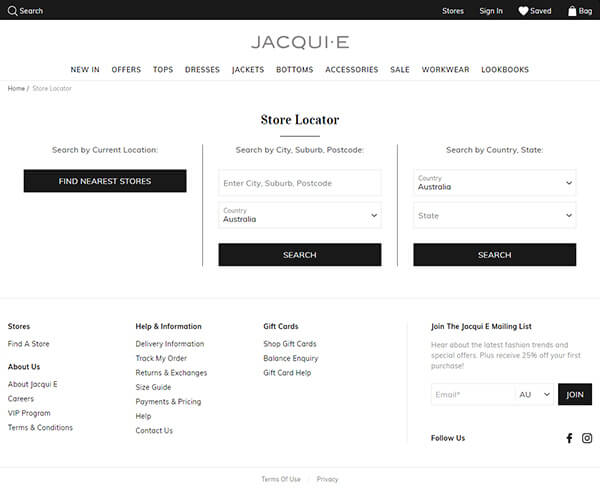 Search
Stores Sign In Saved Bag
JACQUI·E
NEW IN OFFERS TOPS DRESSES JACKETS BOTTOMS ACCESSORIES SALE WORKWEAR LOOKBOOKS
Home / Store Locator
Store Locator
Search by Current Location:
FIND NEAREST STORES
Search by City, Suburb, Postcode:
Enter City, Suburb, Postcode
Country
Australia
SEARCH
Search by Country, State:
Country
Australia
State
SEARCH
Stores
Find A Store
About Us
About Jacqui E
Careers
VIP Program
Terms & Conditions
Help & Information
Delivery Information
Track My Order
Returns & Exchanges
Size Guide
Payments & Pricing
Help
Contact Us
Gift Cards
Shop Gift Cards
Balance Enquiry
Gift Card Help
Join The Jacqui E Mailing List
Hear about the latest fashion trends and
special offers. Plus receive 25% off your first
purchase!
Email* AU JOIN
Follow Us
Terms Of Use Privacy